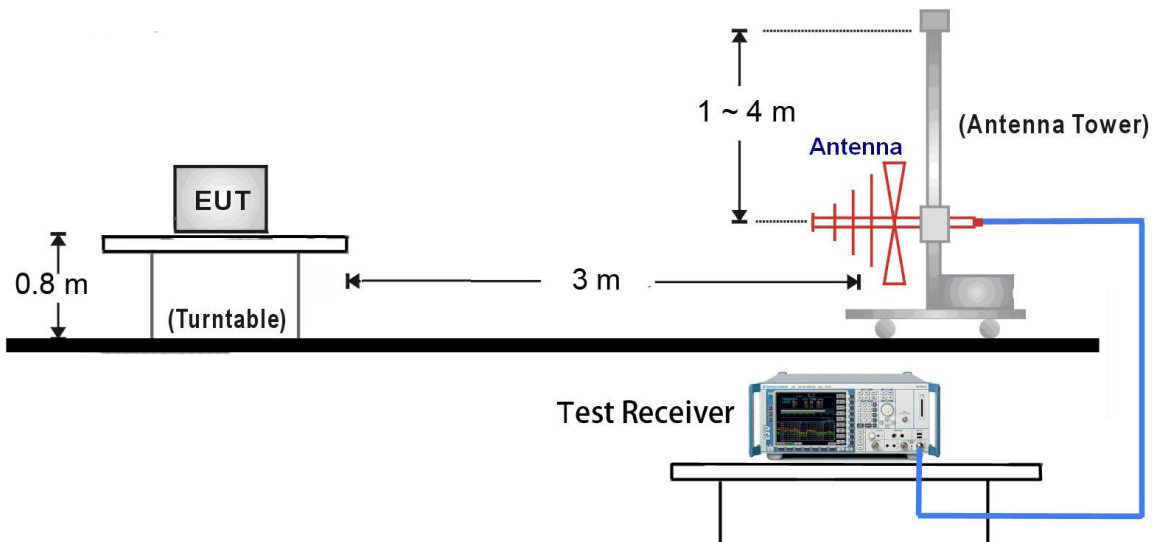 1 ~ 4 m
(Antenna Tower)
Antenna
EUT
0.8 m
3 m
(Turntable)
Test Receiver